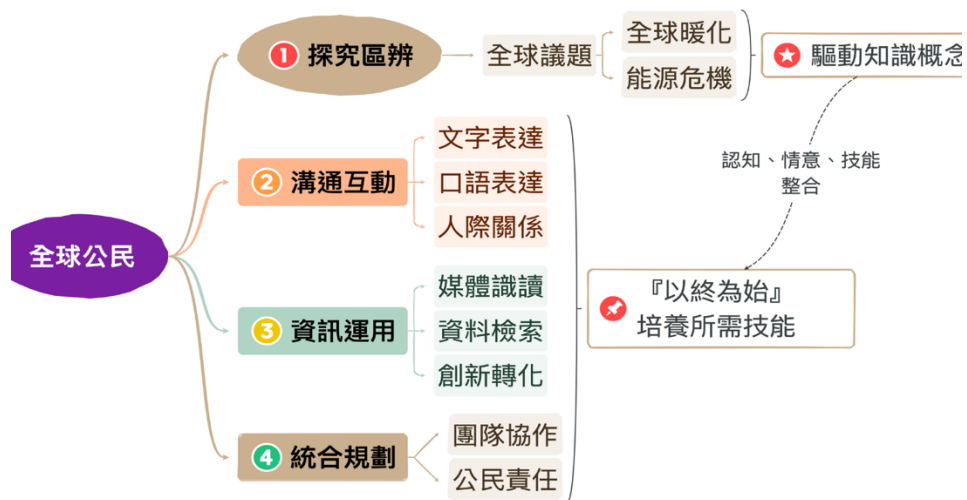 全球公民
1 探究區辨
全球議題
全球暖化
能源危機
驅動知識概念
認知、情意、技能
整合
2 溝通互動
文字表達
口語表達
人際關係
3 資訊運用
媒體識讀
資料檢索
創新轉化
4 統合規劃
團隊協作
公民責任
『以終為始』
培養所需技能